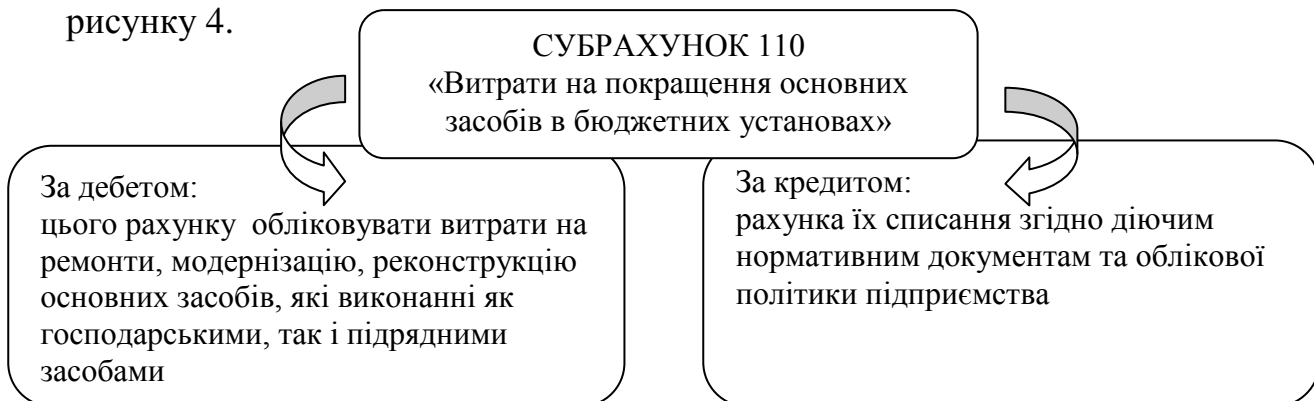 рисунку 4.
СУБРАХУНОК 110
«Витрати на покращення основних
засобів в бюджетних установах»
За дебетом:
цього рахунку обліковувати витрати на
ремонти, модернізацію, реконструкцію
основних засобів, які виконанні як
господарськими, так і підрядними
засобами
За кредитом:
рахунка їх списання згідно діючим
нормативним документам та облікової
політики підприємства